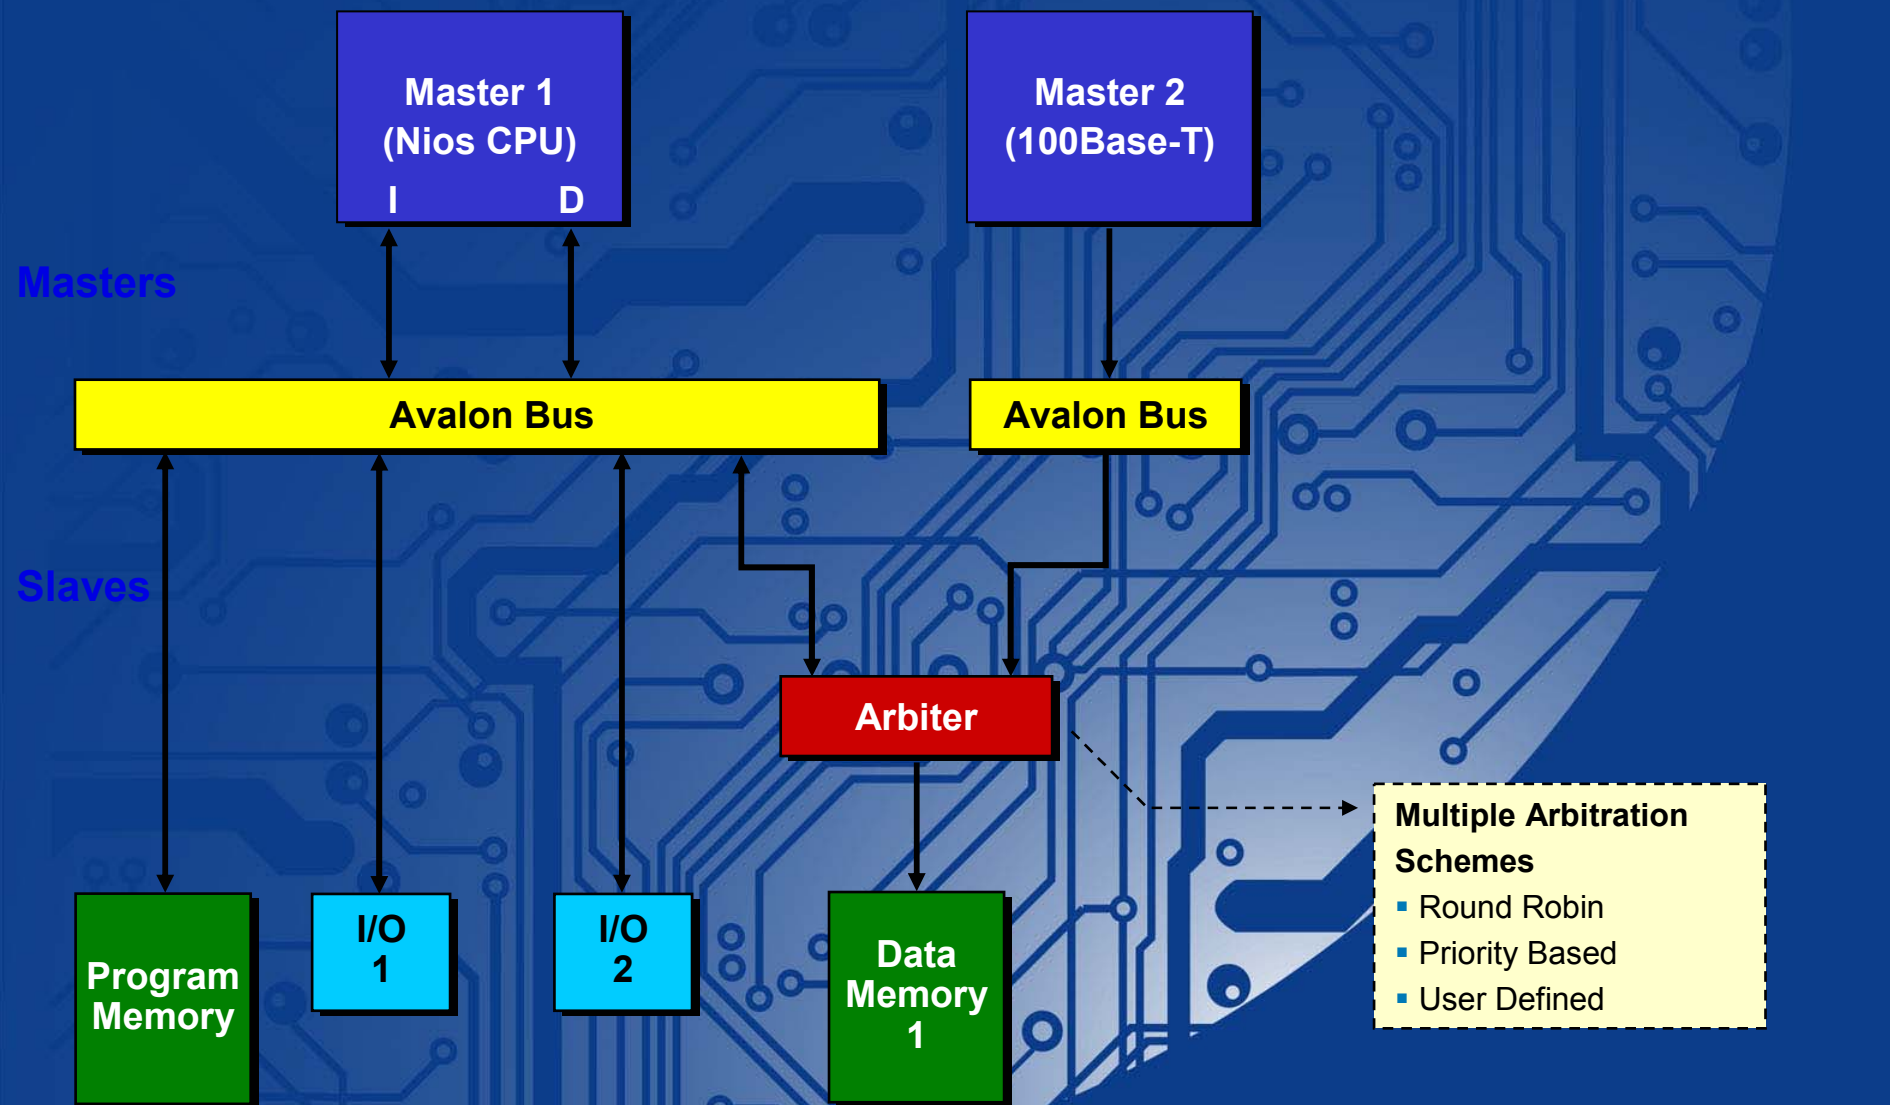 Master 1
(Nios CPU)
I D
Master 2
(100Base-T)
Masters
Avalon Bus
Avalon Bus
Slaves
Arbiter
Program
Memory
I/O
1
I/O
2
Data
Memory
1
Multiple Arbitration
Schemes
▪ Round Robin
▪ Priority Based
▪ User Defined